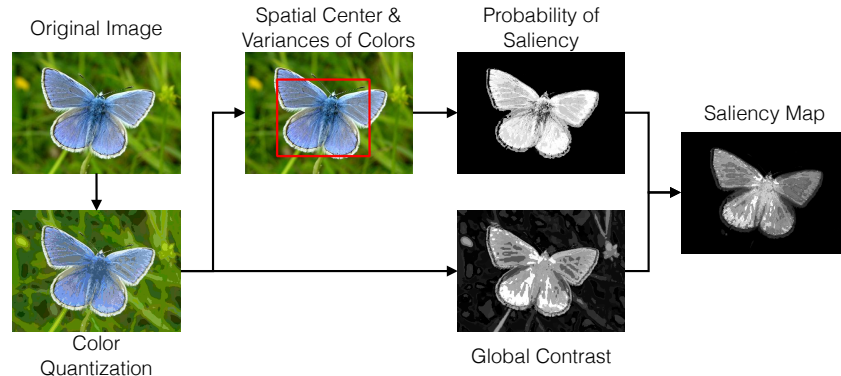 Original Image
Spatial Center &
Variances of Colors
Probability of
Saliency
Saliency Map
Color
Quantization
Global Contrast